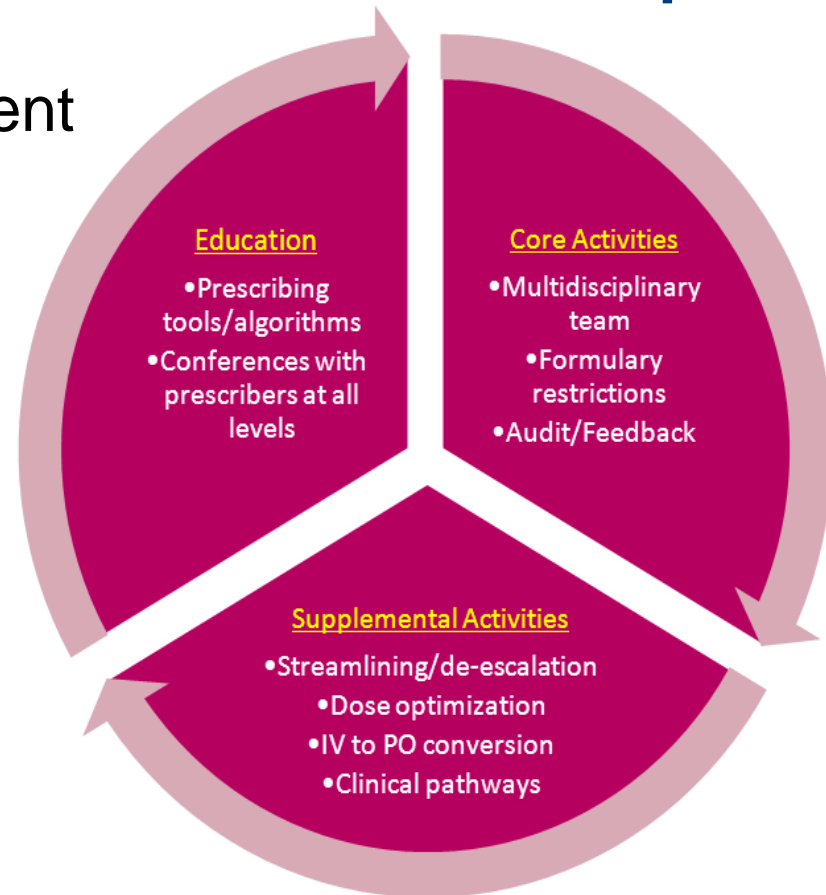 ent
Education
•Prescribing
tools/algorithms
•Conferences with
prescribers at all
levels
Core Activities
•Multidisciplinary
team
•Formulary
restrictions
•Audit/Feedback
Supplemental Activities
•Streamlining/de-escalation
•Dose optimization
•IV to PO conversion
•Clinical pathways